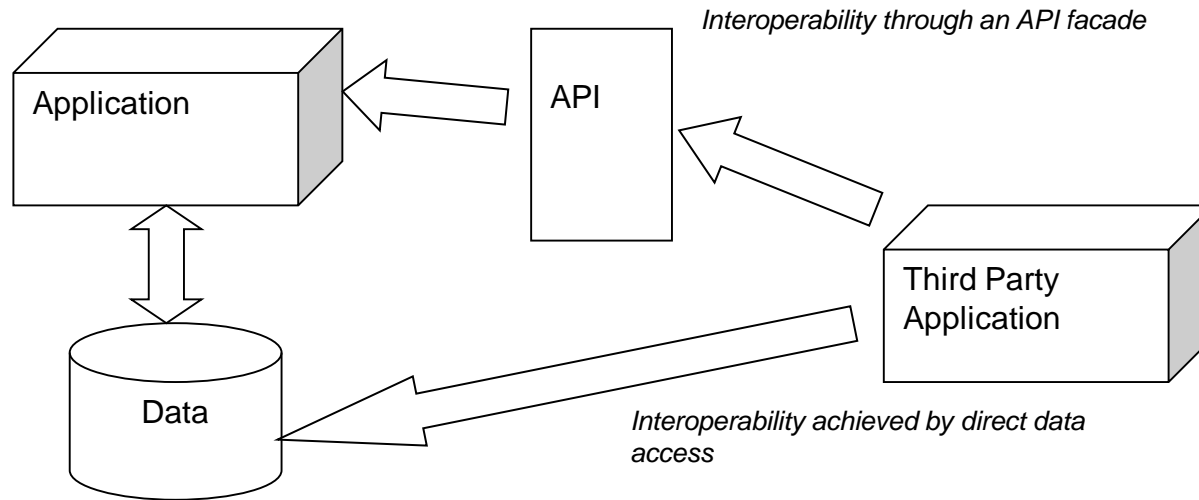 Interoperability through an API facade
Application
API
Third Party
Application
Data
Interoperability achieved by direct data
access